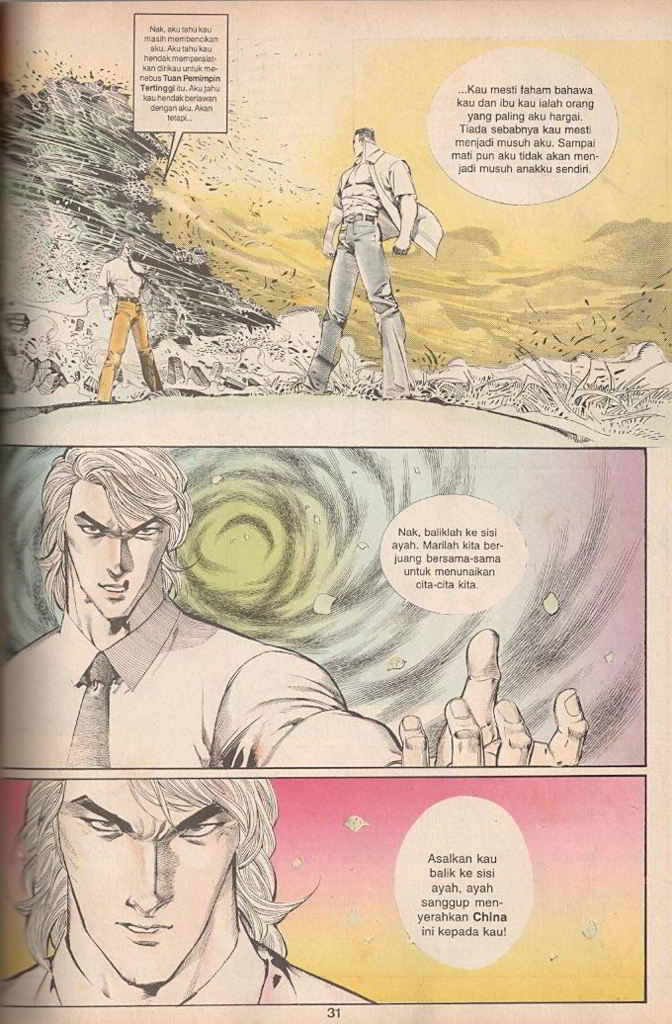 Nak, aku tahu kau
masih membencikan
aku. Aku tahu kau
hendak memperalat-
kan dirikau untuk me-
nebus Tuan Pemimpin
Tertinggi itu. Aku tahu
kau hendak berlawan
dengan aku. Akan
tetapi...
...Kau mesti faham bahawa
kau dan ibu kau ialah orang
yang paling aku hargai.
Tiada sebabnya kau mesti
menjadi musuh aku. Sampai
mati pun aku tidak akan men-
jadi musuh anakku sendiri.
Nak, baliklah ke sisi
ayah. Marilah kita ber-
juang bersama-sama
untuk menunaikan
cita-cita kita.
Asalkan kau
balik ke sisi
ayah, ayah
sanggup men-
yerahkan China
ini kepada kau!
31